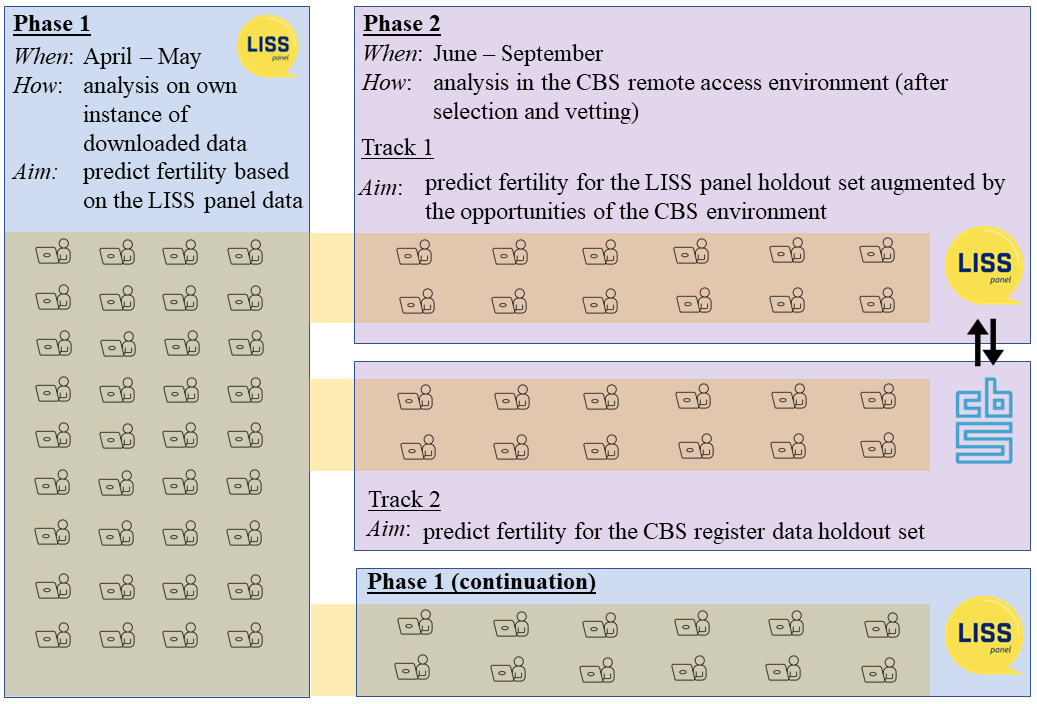 Phase 1
When: April – May
How: analysis on own
instance of
downloaded data
Aim: predict fertility based
on the LISS panel data
LISS
panel
Phase 2
When: June – September
How: analysis in the CBS remote access environment (after
selection and vetting)
Track 1
Aim: predict fertility for the LISS panel holdout set augmented by
the opportunities of the CBS environment
LISS
panel
cbs
Track 2
Aim: predict fertility for the CBS register data holdout set
Phase 1 (continuation)
LISS
panel